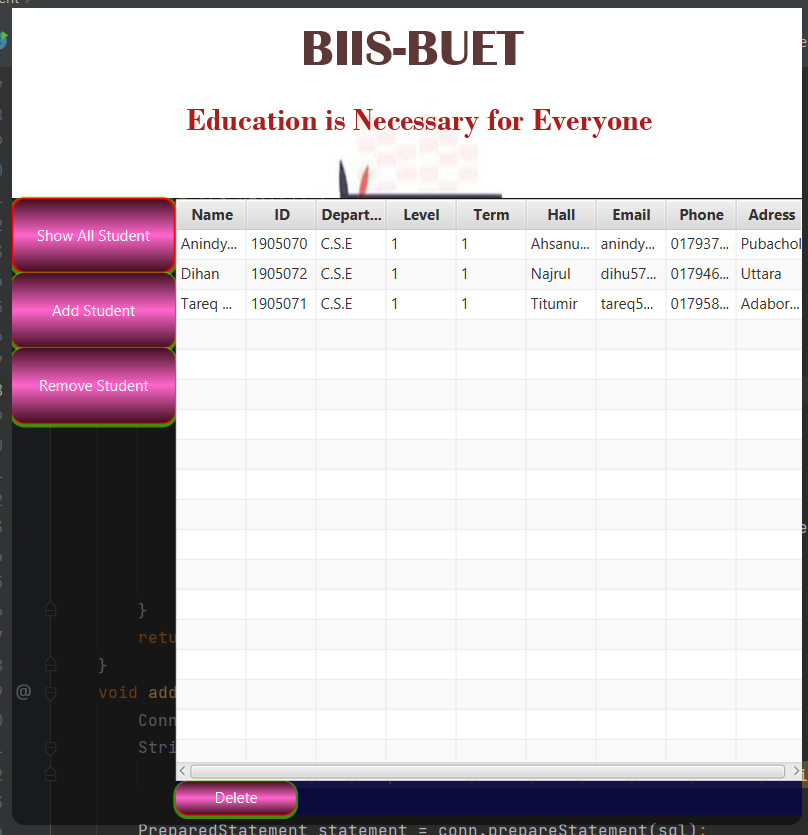 BIIS-BUET
Education is Necessary for Everyone
Show All Student
Add Student
Remove Student
Name ID Depart... Level Term Hall Email Phone Adress
Anindy... 1905070 C.S.E 1 1 Ahsanu... anindy... 017937... Pubachol
Dihan 1905072 C.S.E 1 1 Najrul dihu57... 017946... Uttara
Tareq ... 1905071 C.S.E 1 1 Titumir tareq5... 017958... Adabor...
}
retu
}
@ void add
Conn
Stri
Delete
PreparedStatement statement = conn.prepareStatement(sql);